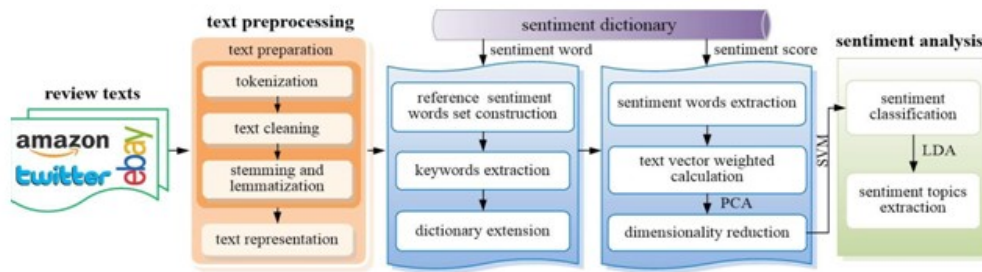 review texts
amazon
twitter
ebay
text preprocessing
text preparation
tokenization
text cleaning
stemming and
lemmatization
text representation
sentiment dictionary
sentiment word
sentiment score
reference sentiment
words set construction
keywords extraction
dictionary extension
sentiment words extraction
text vector weighted
calculation
PCA
dimensionality reduction
SVM
sentiment analysis
sentiment
classification
LDA
sentiment topics
extraction